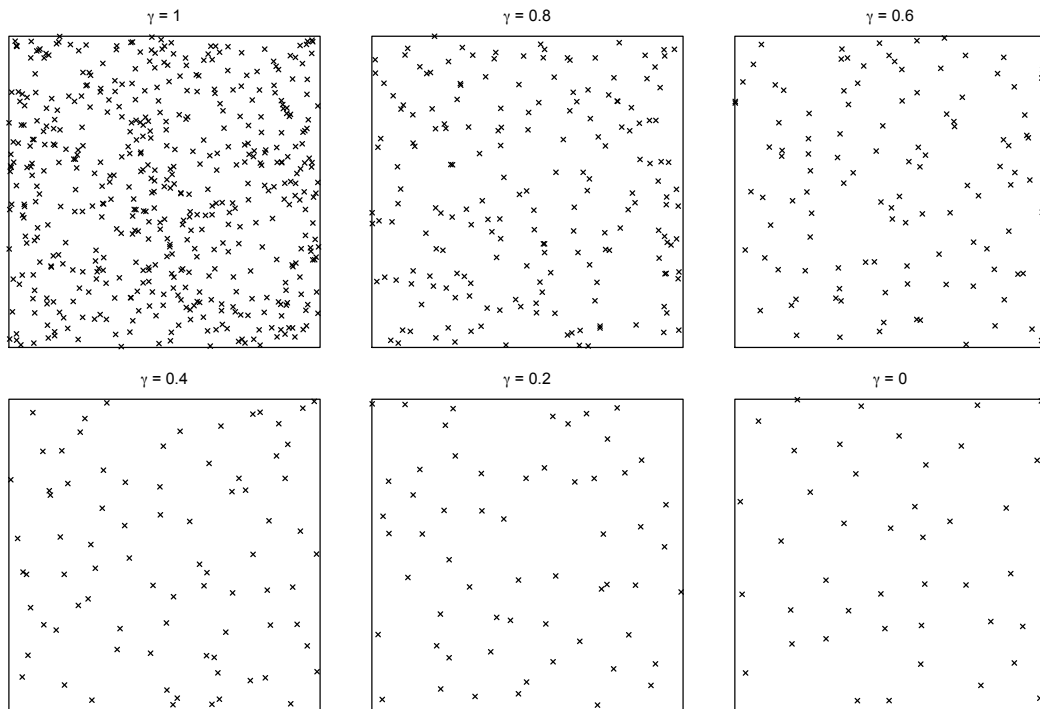 γ = 1
γ = 0.8
γ = 0.6
γ = 0.4
γ = 0.2
γ = 0